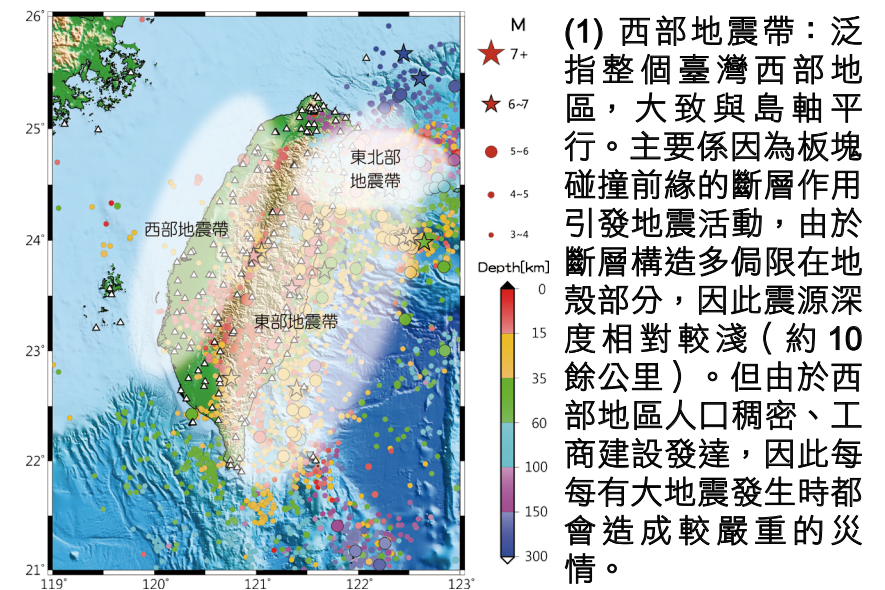 26°
25°
24°
23°
22°
21°
119°
120°
121°
122°
123°
東北部
地震帶
西部地震帶
東部地震帶
M
7+
6~7
5~6
4~5
3~4
Depth[km]
0
15
35
60
100
150
300
(1) 西部地震帶：泛
指整個臺灣西部地
區，大致與島軸平
行。主要係因為板塊
碰撞前緣的斷層作用
引發地震活動，由於
斷層構造多侷限在地
殼部分，因此震源深
度相對較淺（約 10
餘公里）。但由於西
部地區人口稠密、工
商建設發達，因此每
每有大地震發生時都
會造成較嚴重的災
情。